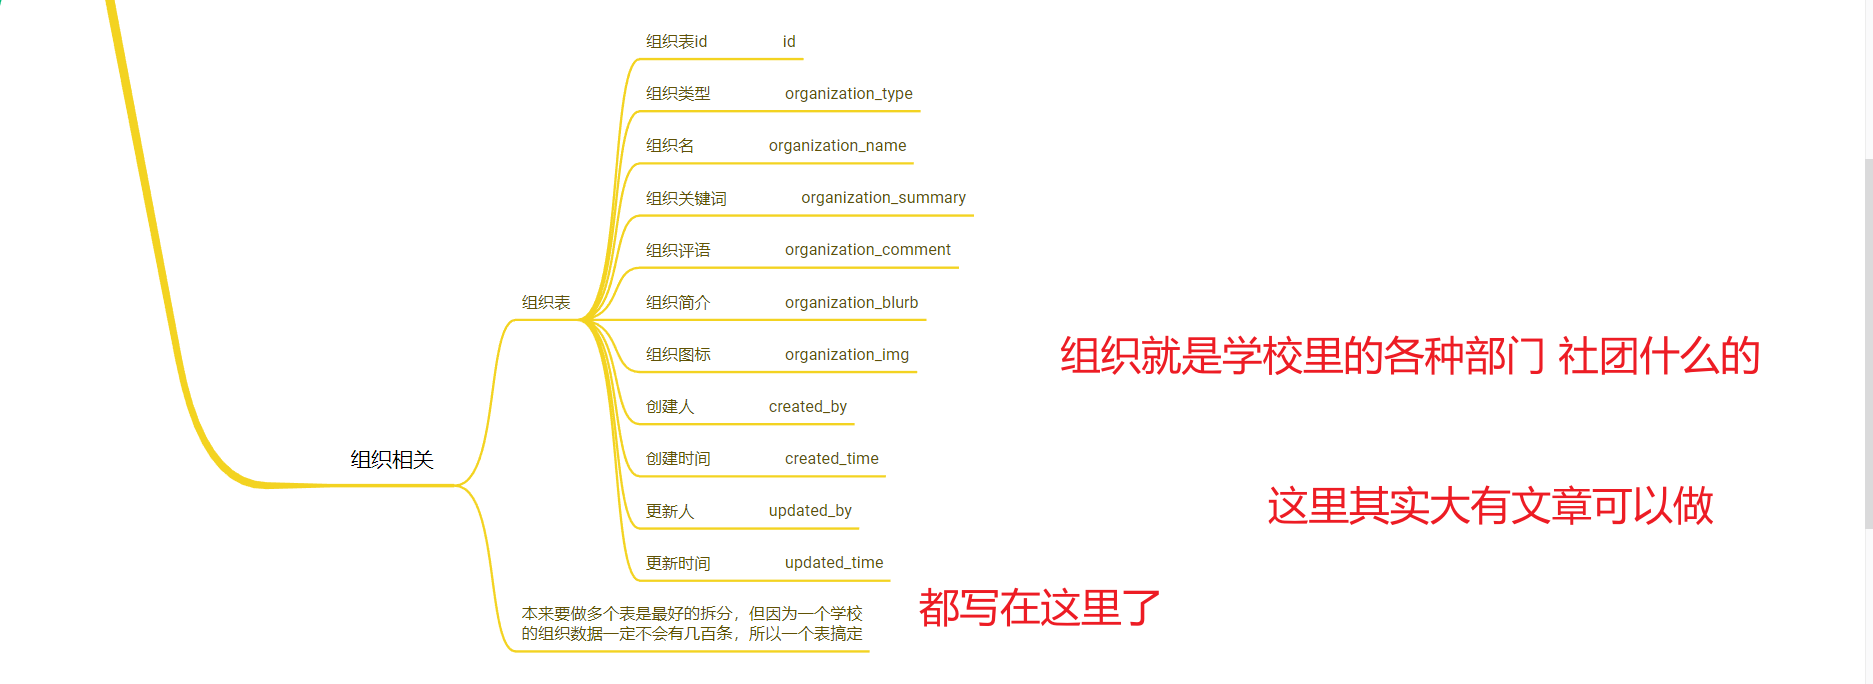 组织表id id
组织类型 organization_type
组织名 organization_name
组织关键词 organization_summary
组织评语 organization_comment
组织表
组织简介 organization_blurb
组织图标 organization_img
组织就是学校里的各种部门 社团什么的
创建人 created_by
组织相关
创建时间 created_time
更新人 updated_by
这里其实大有文章可以做
更新时间 updated_time
本来要做多个表是最好的拆分，但因为一个学校
的组织数据一定不会有几百条，所以一个表搞定
都写在这里了